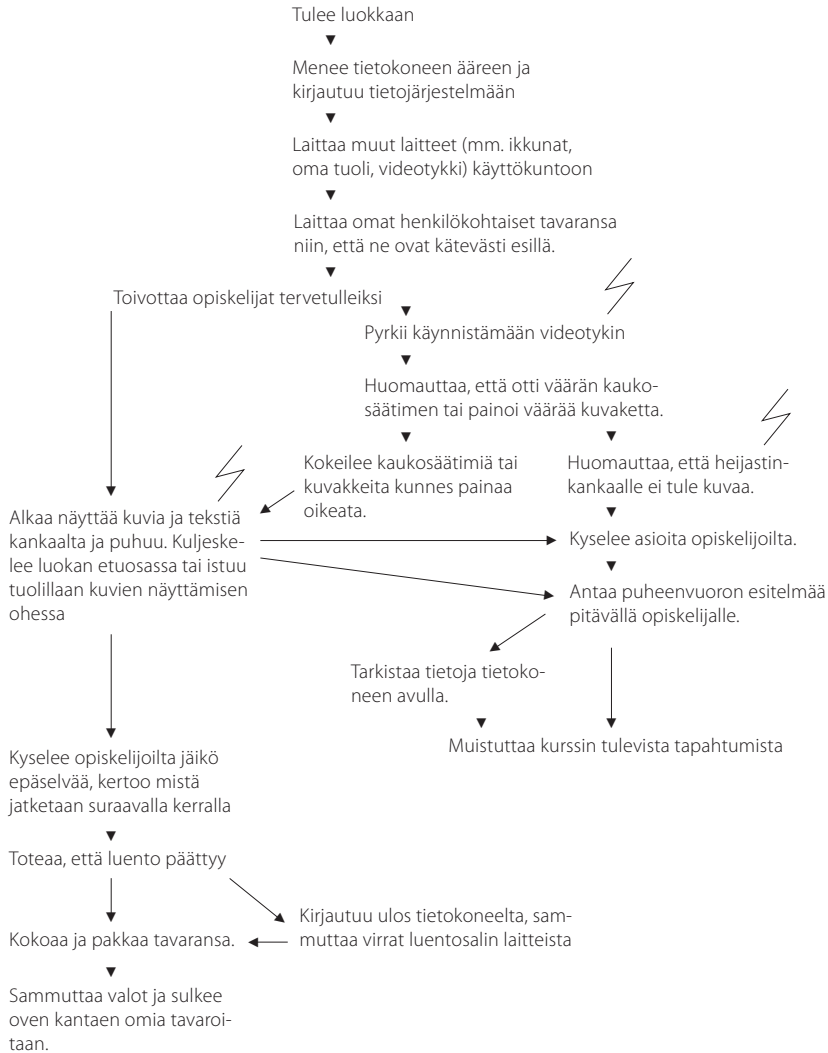 Tulee luokkaan
Menee tietokoneen ääreen ja
kirjautuu tietojärjestelmään
Laittaa muut laitteet (mm. ikkunat,
oma tuoli, videotykki) käyttökuntoon
Laittaa omat henkilökohtaiset tavaransa
niin, että ne ovat kätevästi esillä.
Toivottaa opiskelijat tervetulleiksi
Pyrkii käynnistämään videotykin
Huomauttaa, että otti väärän kauko-
säätimen tai painoi väärää kuvaketta.
Kokeilee kaukosäätimiä tai
kuvakkeita kunnes painaa
oikeata.
Huomauttaa, että heijastin-
kankaalle ei tule kuvaa.
Alkaa näyttää kuvia ja tekstiä
kankaalta ja puhuu. Kuljeske-
lee luokan etuosassa tai istuu
tuolillaan kuvien näyttämisen
ohessa
Kyselee asioita opiskelijoilta.
Antaa puheenvuoron esitelmää
pitävällä opiskelijalle.
Tarkistaa tietoja tietoko-
neen avulla.
Muistuttaa kurssin tulevista tapahtumista
Kyselee opiskelijoilta jäikö
epäselvää, kertoo mistä
jatketaan suraavalla kerralla
Toteaa, että luento päättyy
Kirjautuu ulos tietokoneelta, sam-
muttaa virrat luentosalin laitteista
Kokoaa ja pakkaa tavaransa.
Sammuttaa valot ja sulkee
oven kantaen omia tavaroi-
taan.